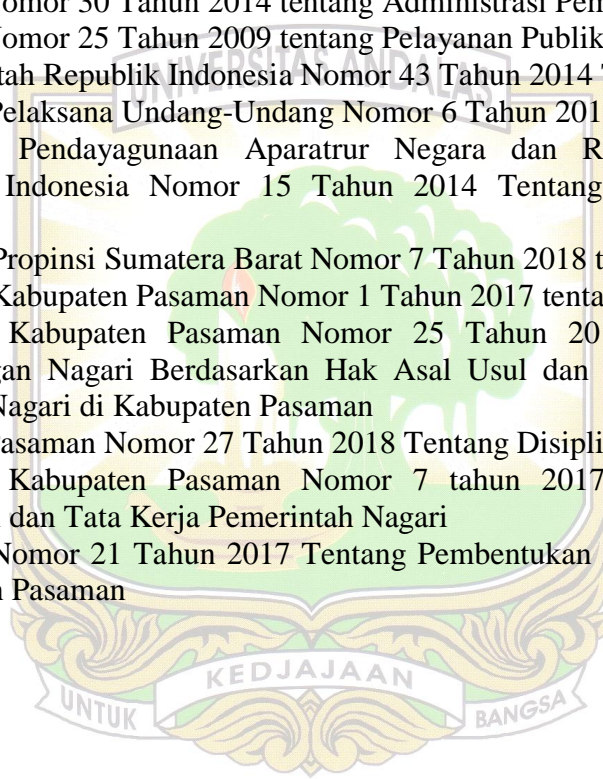 Nomor 30 Tahun 2014 tentang Administrasi Pem
Nomor 25 Tahun 2009 tentang Pelayanan Publik
tah Republik Indonesia Nomor 43 Tahun 2014 T
Pelaksana Undang-Undang Nomor 6 Tahun 201
Pendayagunaan Aparatrur Negara dan R
Indonesia Nomor 15 Tahun 2014 Tentang
Propinsi Sumatera Barat Nomor 7 Tahun 2018 t
Kabupaten Pasaman Nomor 1 Tahun 2017 tenta
Kabupaten Pasaman Nomor 25 Tahun 20
gan Nagari Berdasarkan Hak Asal Usul dan
Nagari di Kabupaten Pasaman
Pasaman Nomor 27 Tahun 2018 Tentang Disipli
Kabupaten Pasaman Nomor 7 tahun 2017
dan Tata Kerja Pemerintah Nagari
Nomor 21 Tahun 2017 Tentang Pembentukan
n Pasaman
UNIVERSITAS ANDALAS
UNTUK KEDJAJAAN BANGSA